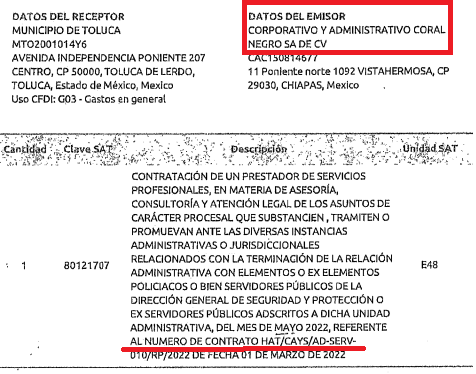 DATOS DEL RECEPTOR
MUNICIPIO DE TOLUCA
MTO2001014Y6
AVENIDA INDEPENDENCIA PONIENTE 207
CENTRO, CP 50000, TOLUCA DE LERDO,
TOLUCA, Estado de México, Mexico
Uso CFDI: G03 - Gastos en general
DATOS DEL EMISOR
CORPORATIVO Y ADMINISTRATIVO CORAL
NEGRO SA DE CV
CAC150814677
11 Poniente norte 1092 VISTAHERMOSA, CP
29030, CHIAPAS, Mexico
Cantidad Clave SAT Descripción Unidad SAT
CONTRATACIÓN DE UN PRESTADOR DE SERVICIOS
PROFESIONALES, EN MATERIA DE ASESORÍA,
CONSULTORÍA Y ATENCIÓN LEGAL DE LOS ASUNTOS DE
CARÁCTER PROCESAL QUE SUBSTANCIEN , TRAMITEN O
PROMUEVAN ANTE LAS DIVERSAS INSTANCIAS
ADMINISTRATIVAS O JURISDICCIONALES
RELACIONADOS CON LA TERMINACIÓN DE LA RELACIÓN
1 80121707 ADMINISTRATIVA CON ELEMENTOS O EX ELEMENTOS E48
POLICIACOS O BIEN SERVIDORES PÚBLICOS DE LA
DIRECCIÓN GENERAL DE SEGURIDAD Y PROTECCIÓN O
EX SERVIDORES PÚBLICOS ADSCRITOS A DICHA UNIDAD
ADMINISTRATIVA, DEL MES DE MAYO 2022, REFERENTE
AL NUMERO DE CONTRATO HAT/CAYS/AD-SERV-
010/RP/2022 DE FECHA 01 DE MARZO DE 2022